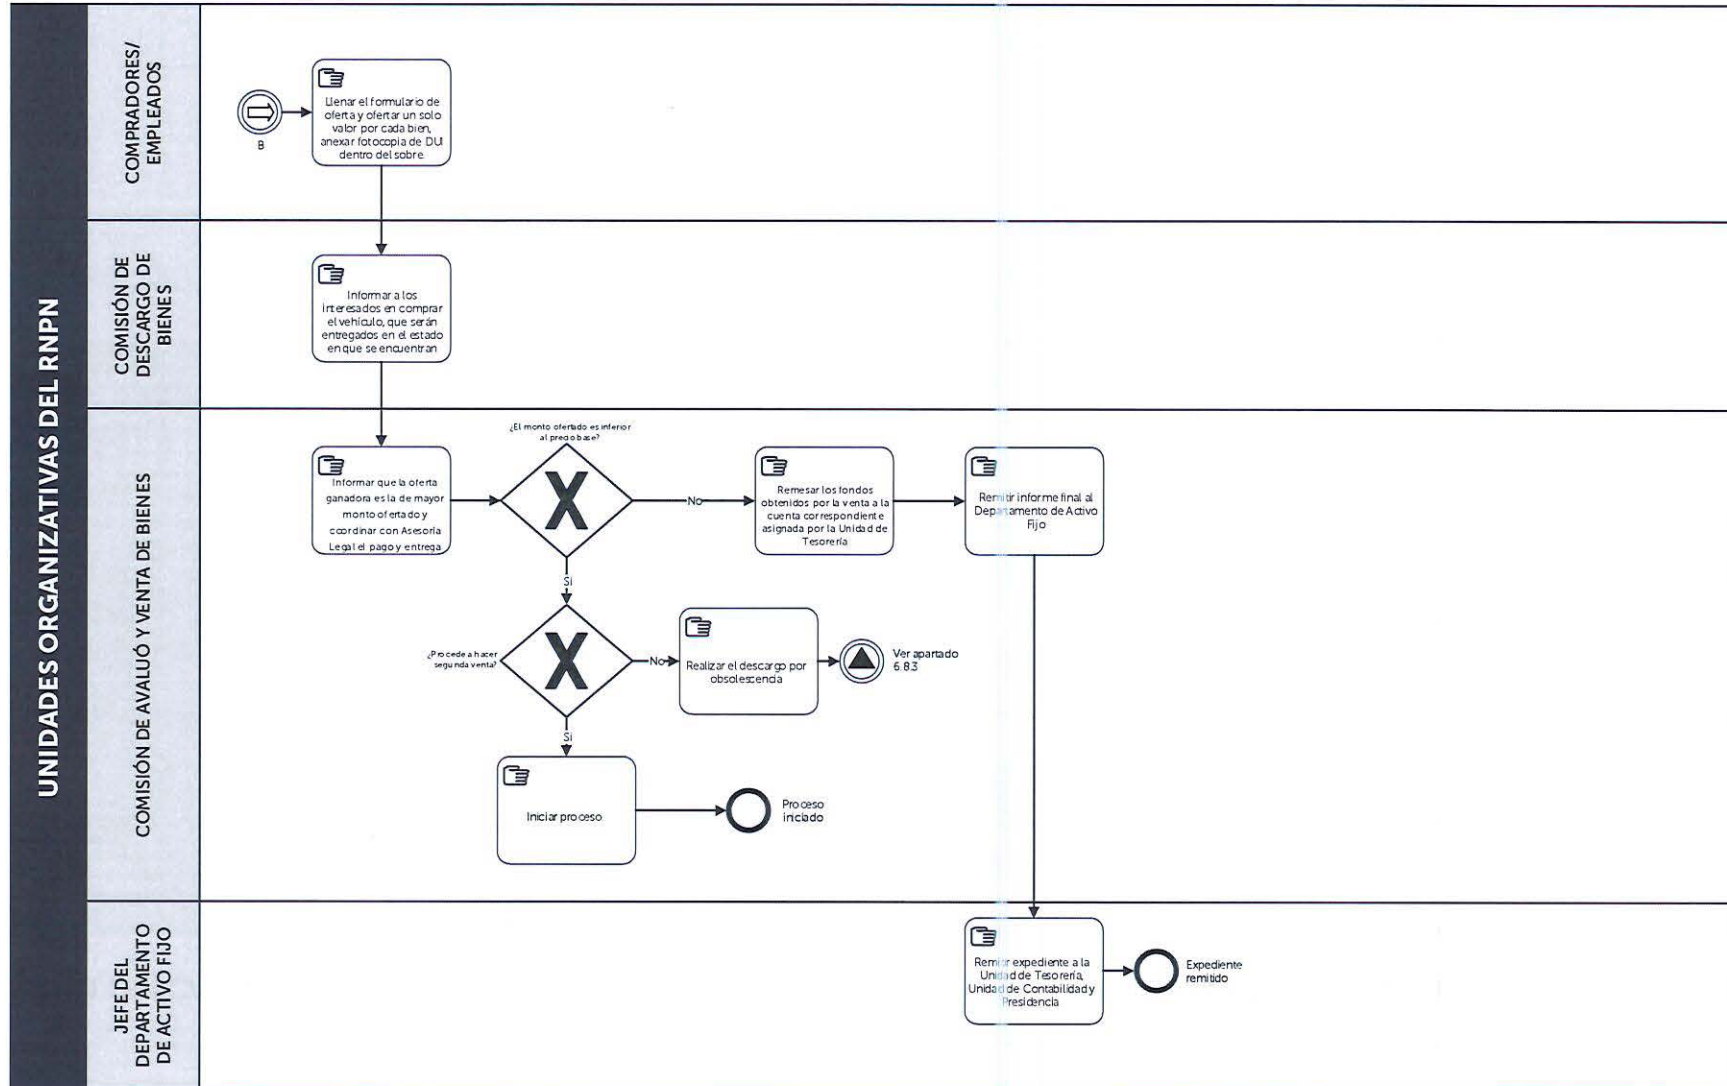 UNIDADES ORGANIZATIVAS DEL RNPN
COMPRADORES/
EMPLEADOS
B
Llenar el formulario de
oferta y ofertar un solo
valor por cada bien,
anexar fotocopia de DUI
dentro del sobre
COMISIÓN DE
DESCARGO DE
BIENES
Informar a los
interesados en comprar
el vehículo, que serán
entregados en el estado
en que se encuentran
COMISIÓN DE AVALUÓ Y VENTA DE BIENES
Informar que la oferta
ganadora es la de mayor
monto ofertado y
coordinar con Asesoría
Legal el pago y entrega
¿El monto ofertado es inferior
al precio base?
No
Remesar los fondos
obtenidos por la venta a la
cuenta correspondiente
asignada por la Unidad de
Tesorería
Remitir informe final al
Departamento de Activo
Fijo
Si
¿Procede a hacer
segunda venta?
No
Realizar el descargo por
obsolescencia
Ver apartado
6.8.3
Si
Iniciar proceso
Proceso
iniciado
JEFE DEL
DEPARTAMENTO
DE ACTIVO FIJO
Remitir expediente a la
Unidad de Tesorería,
Unidad de Contabilidad y
Presidencia
Expediente
remitido